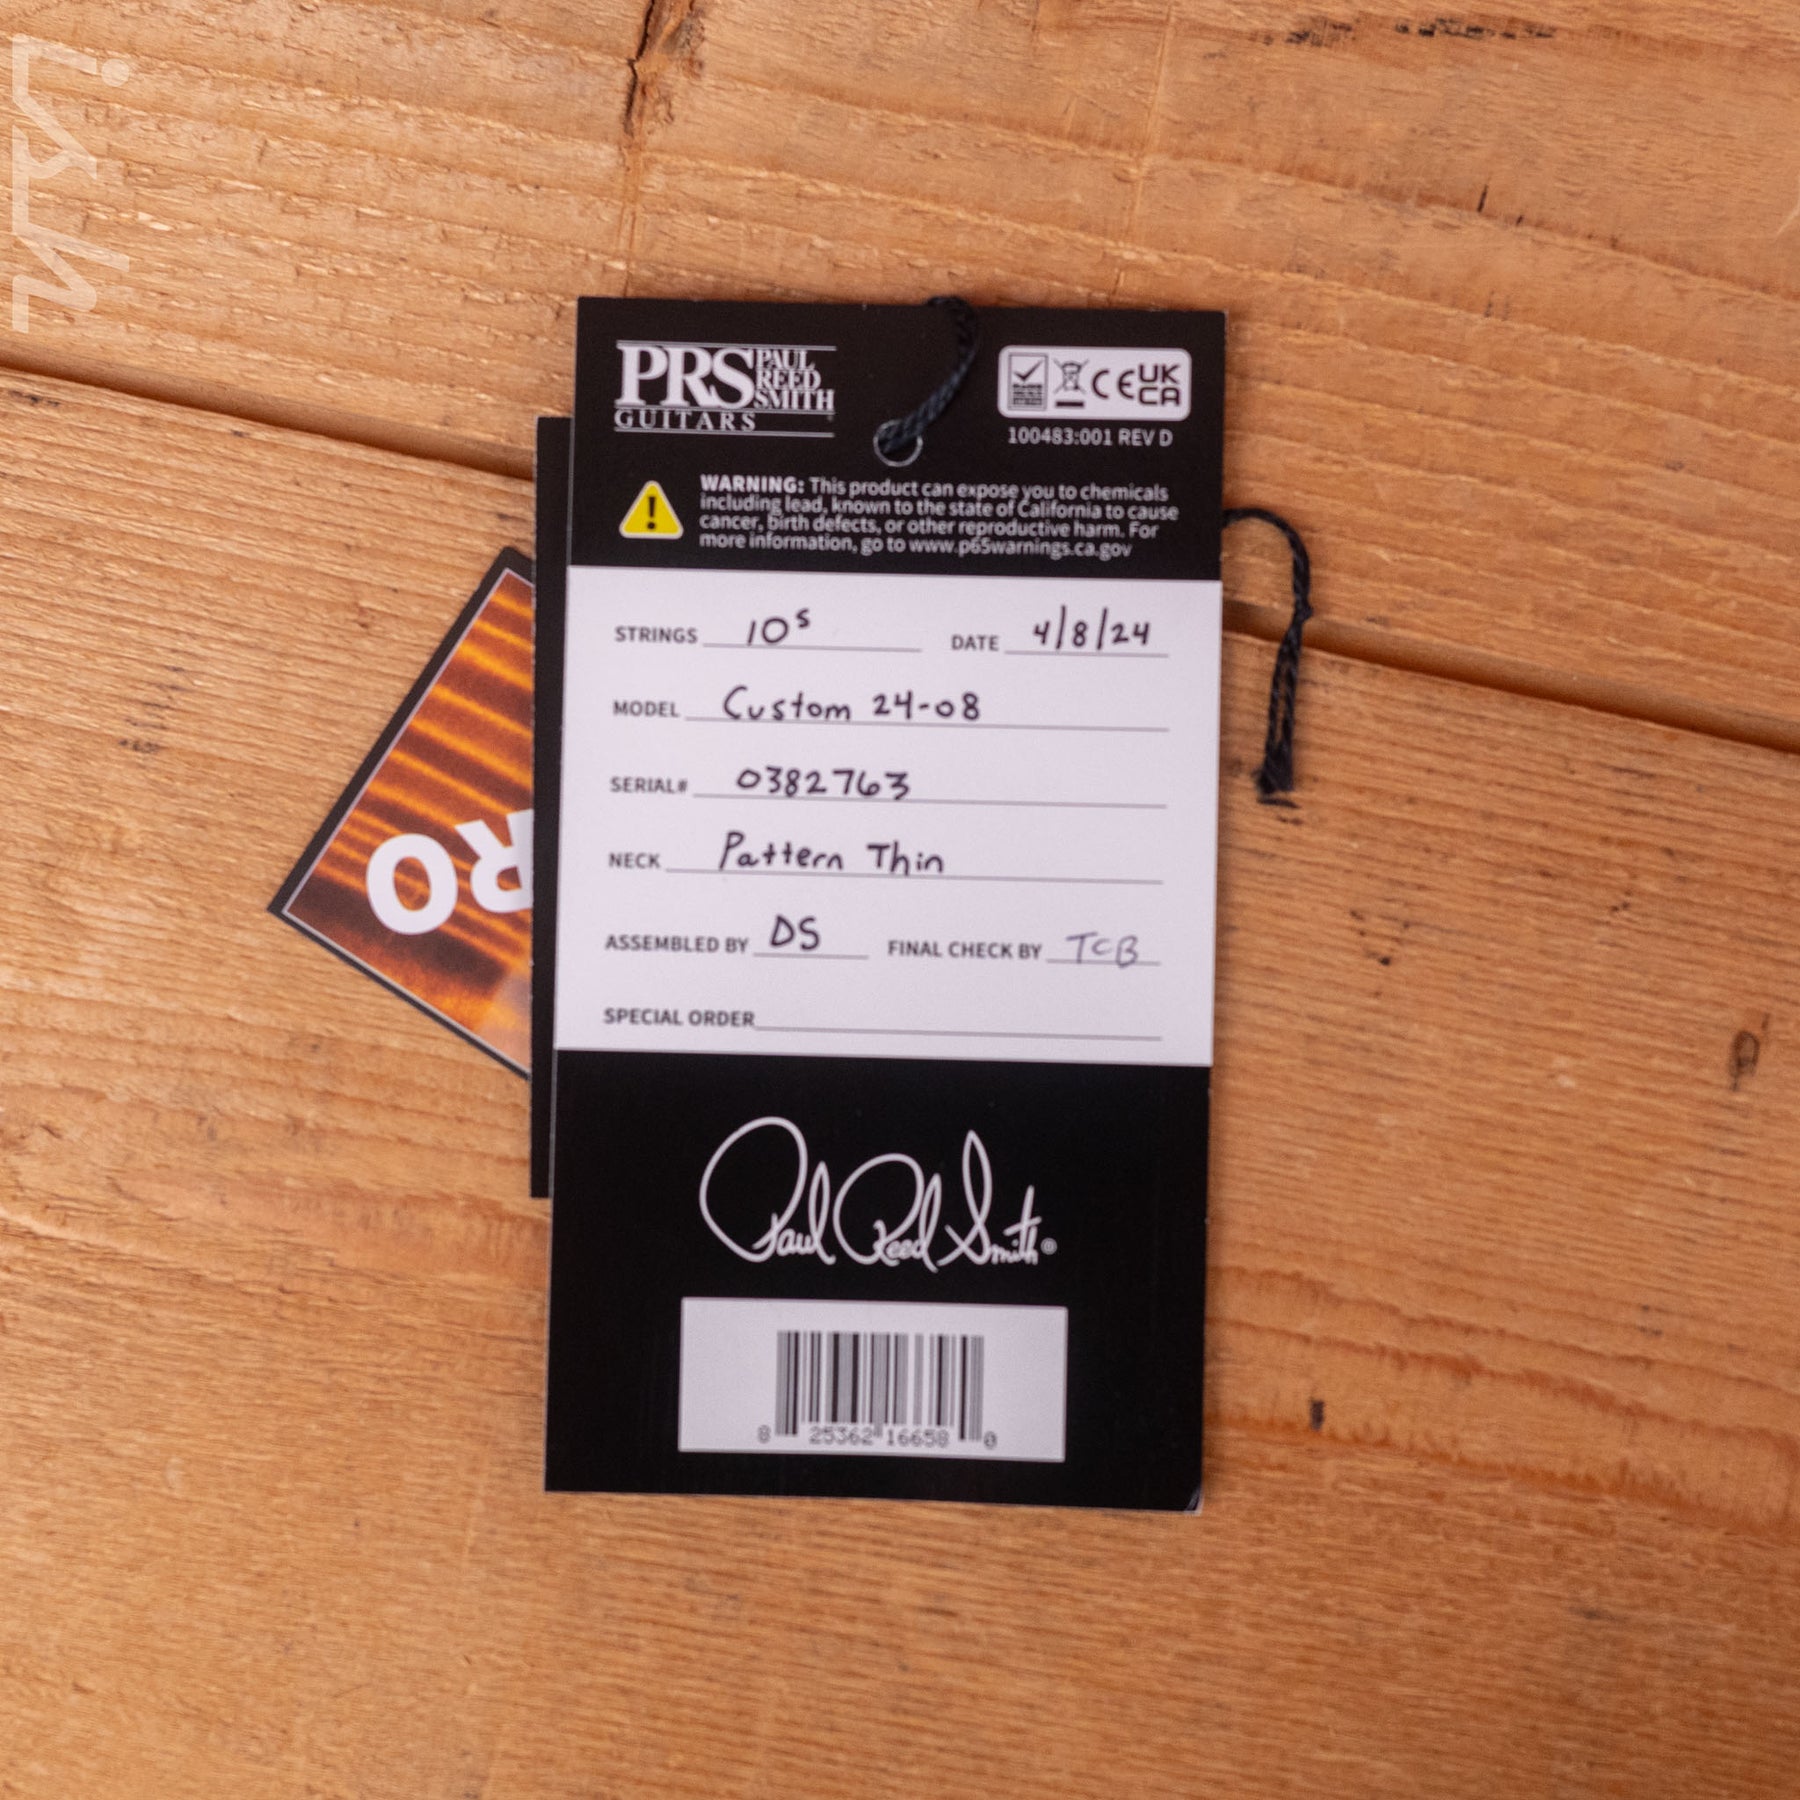 PRS PAUL REED SMITH
GUITARS
CE UK CA
100483:001 REV D
WARNING: This product can expose you to chemicals
including lead, known to the state of California to cause
cancer, birth defects, or other reproductive harm. For
more information, go to www.p65warnings.ca.gov
STRINGS 10s DATE 4/8/24
MODEL Custom 24-08
SERIAL# 0382763
NECK Pattern Thin
ASSEMBLED BY DS FINAL CHECK BY TCB
SPECIAL ORDER
Paul Reed Smith®
8 25362 16658 0
RO